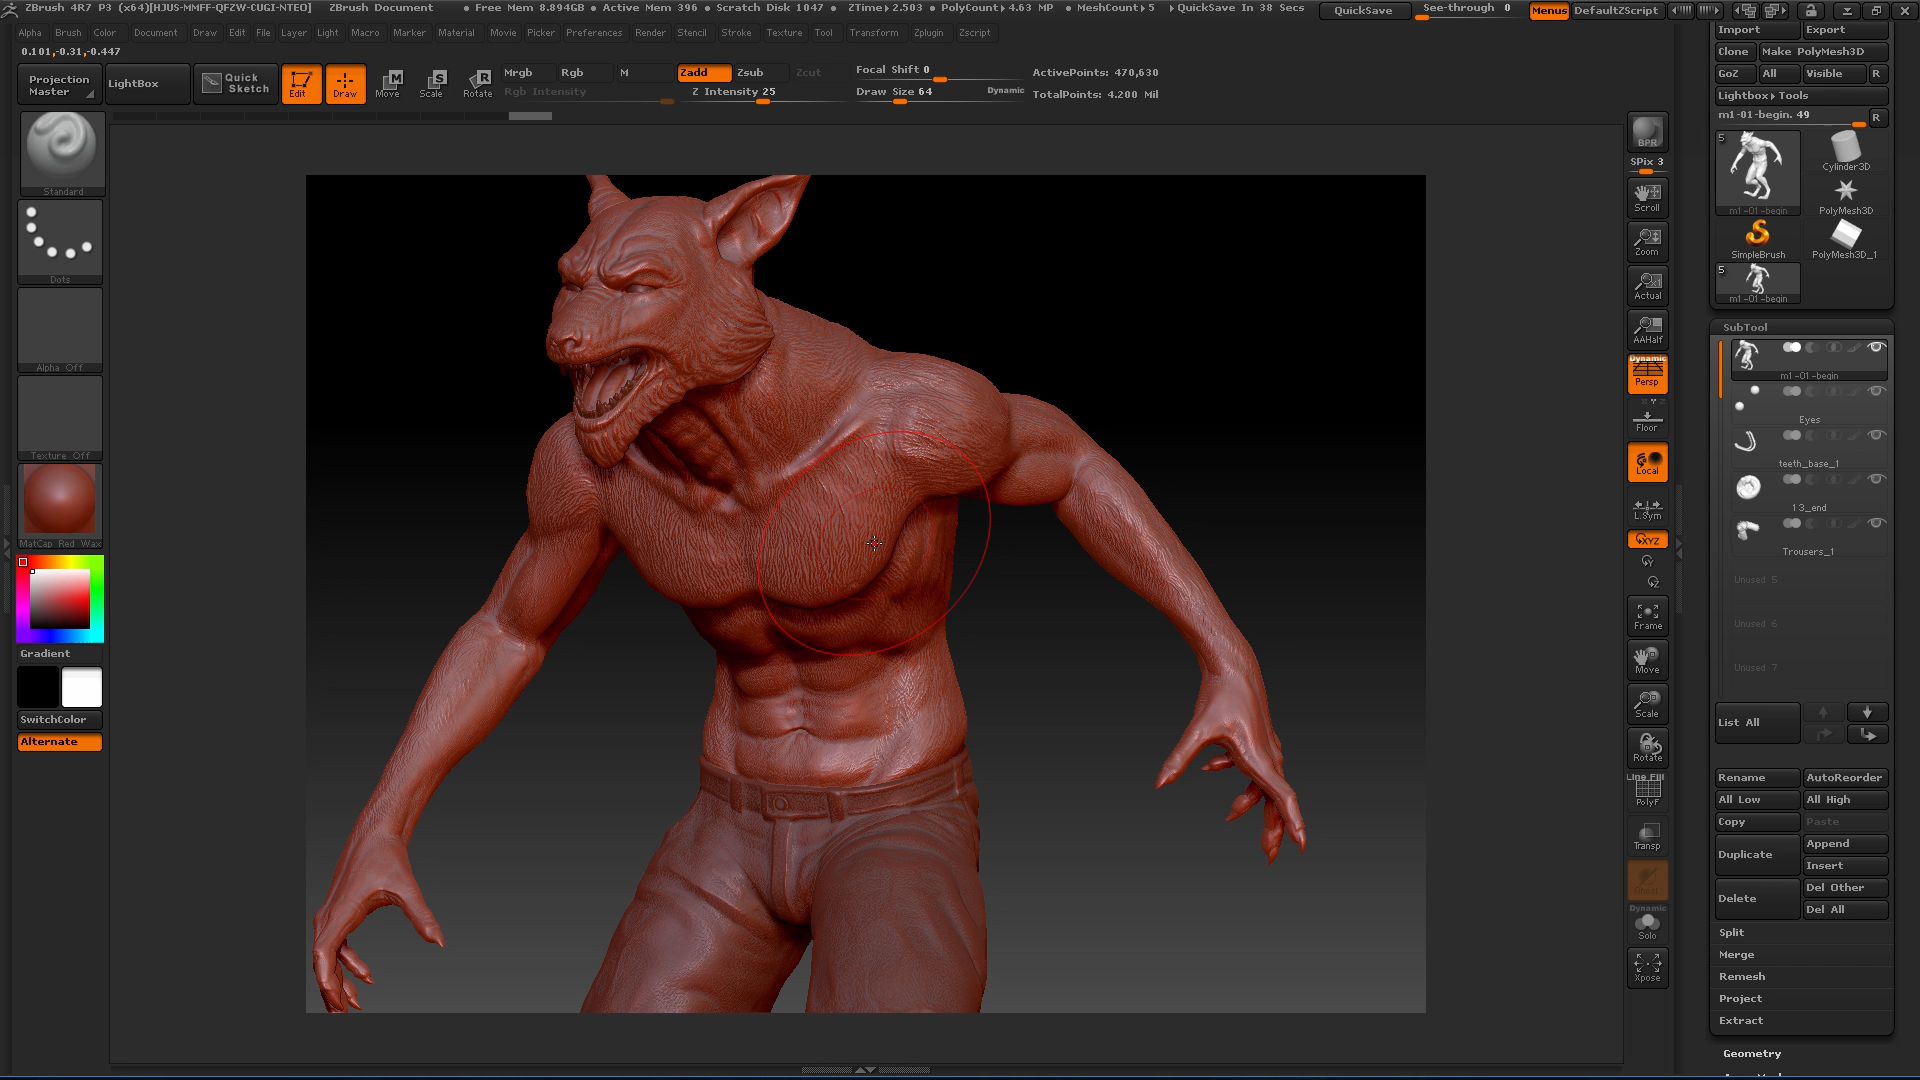 ZBrush 4R7 P3 (x64)[HJUS-MMFF-QFZW-CUGI-NTEO] ZBrush Document • Free Mem 8.894GB • Active Mem 396 • Scratch Disk 1047 • ZTime▸2.503 • PolyCount▸4.63 MP • MeshCount▸5 ▸QuickSave In 38 Secs QuickSave See-through 0 Menus DefaultZScript
Alpha Brush Color Document Draw Edit File Layer Light Macro Marker Material Movie Picker Preferences Render Stencil Stroke Texture Tool Transform Zplugin Zscript
0.101,-0.31,-0.447
Projection Master
LightBox
Quick Sketch
Edit
Draw
Move
Scale
Rotate
Mrgb Rgb M Zadd Zsub Zcut
Rgb Intensity Z Intensity 25
Focal Shift 0
Draw Size 64 Dynamic
ActivePoints: 470,630
TotalPoints: 4.200 Mil
Standard
Dots
Alpha Off
Texture Off
MatCap Red Wax
Gradient
SwitchColor
Alternate
BPR
SPix 3
Scroll
Zoom
Actual
AAHalf
Dynamic
Persp
Floor
Local
L.Sym
XYZ
Y
Z
Frame
Move
Scale
Rotate
Line Fill
PolyF
Transp
Ghost
Dynamic
Solo
Xpose
Import Export
Clone Make PolyMesh3D
GoZ All Visible R
Lightbox▸Tools
m1-01-begin. 49 R
5
m1-01-begin
Cylinder3D
PolyMesh3D
SimpleBrush
PolyMesh3D_1
5
m1-01-begin
SubTool
m1-01-begin
Eyes
teeth_base_1
13_end
Trousers_1
Unused 5
Unused 6
Unused 7
List All
Rename AutoReorder
All Low All High
Copy Paste
Duplicate Append
Insert
Delete Del Other
Del All
Split
Merge
Remesh
Project
Extract
Geometry